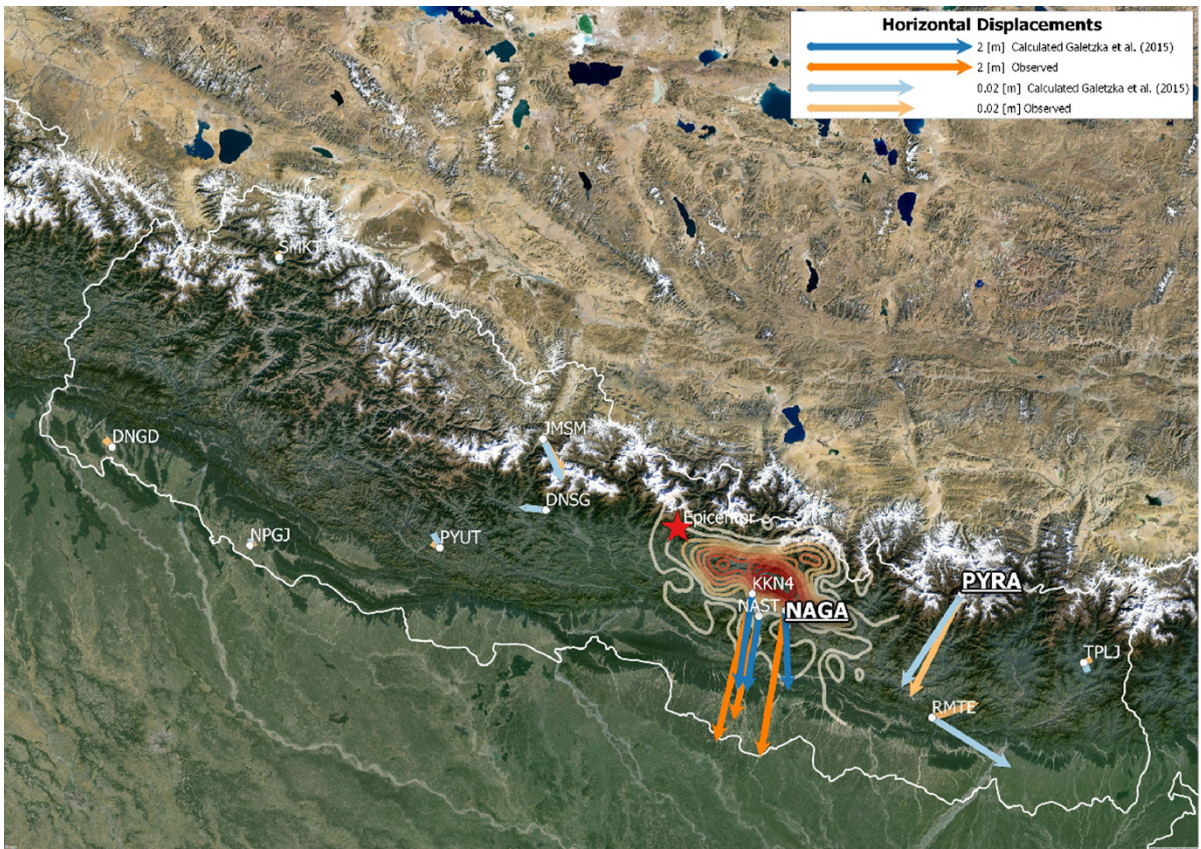 Horizontal Displacements
2 [m] Calculated Galetzka et al. (2015)
2 [m] Observed
0.02 [m] Calculated Galetzka et al. (2015)
0.02 [m] Observed
SMKT
DNGD
JMSM
DNSG
NPGJ
PYUT
Epicenter
KKN4
NAST
NAGA
PYRA
TPLJ
RMTE